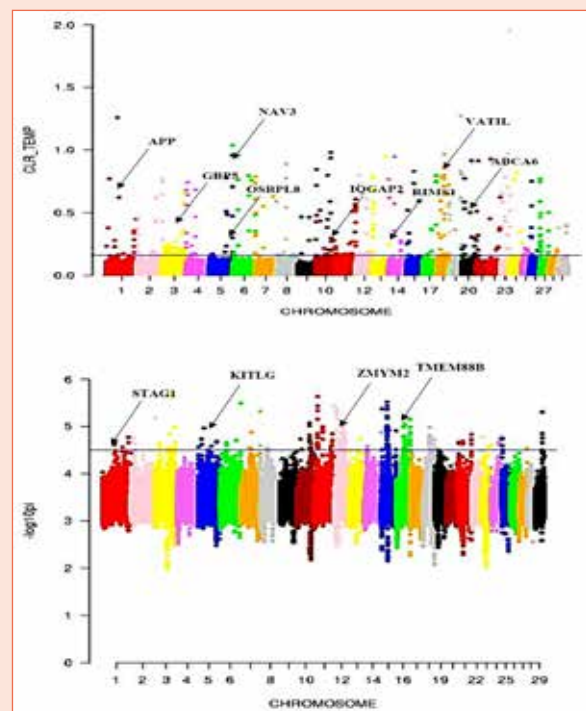 2.0
1.5
1.0
0.5
0.0
CLR_TEMP
APP
NAV3
GBP5
OSBPL8
IQGAP2
RIMS1
VAT1L
ABCA6
1 2 3 4 5 6 7 8 10 12 14 17 20 23 27
CHROMOSOME
6
5
4
3
2
1
0
-log10pi
STAG1
KITLG
ZMYM2
TMEM88B
1 2 3 4 5 6 8 10 12 14 16 19 22 25 29
CHROMOSOME